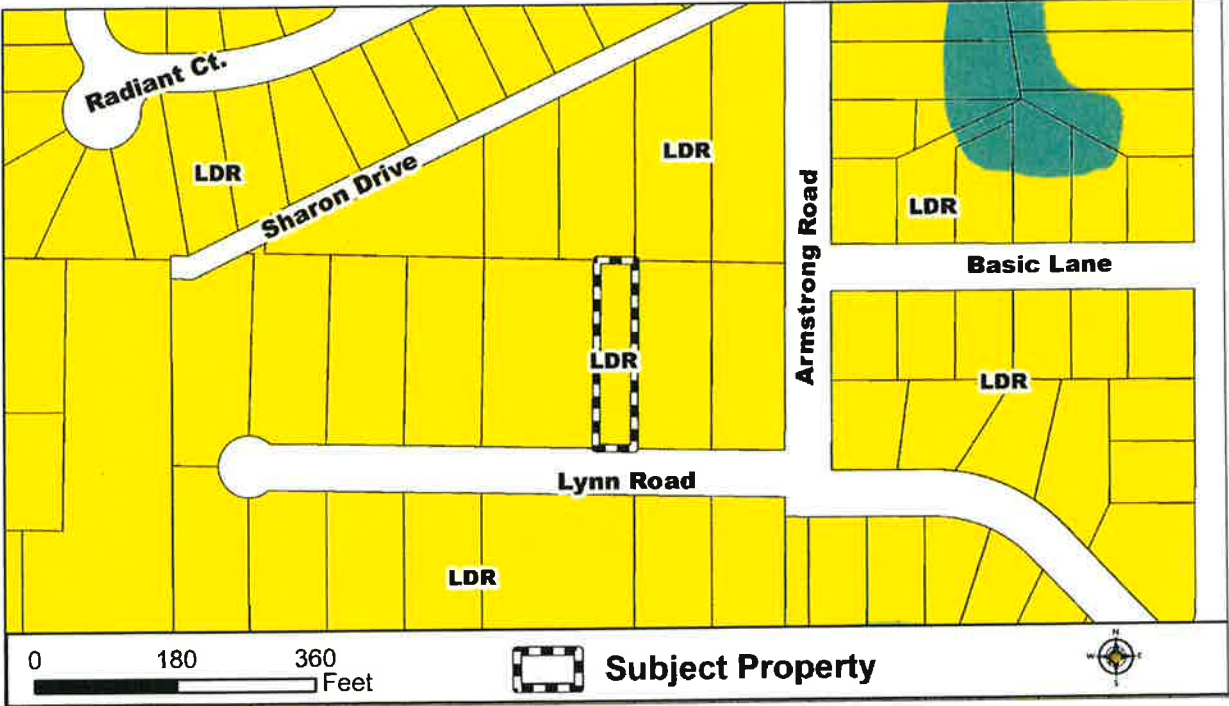 Radiant Ct.
LDR
Sharon Drive
LDR
LDR
Armstrong Road
Basic Lane
LDR
LDR
Lynn Road
LDR
0 180 360
Feet
Subject Property
N
W E
S